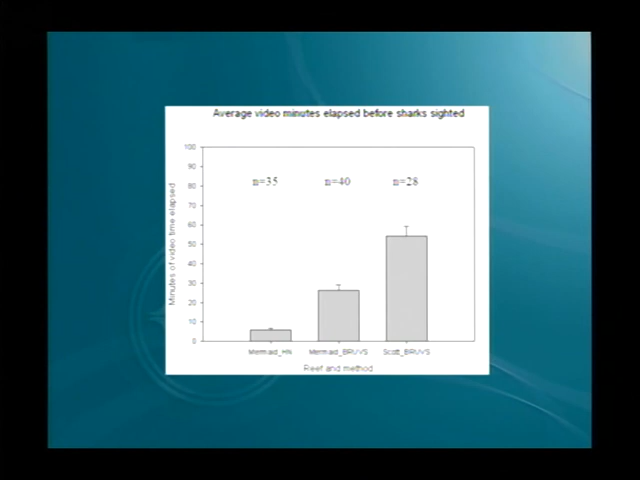 Average video minutes elapsed before sharks sighted
Minutes of video time elapsed
100
90
80
70
60
50
40
30
20
10
0
n=35 n=40 n=28
Mermaid_HN Mermaid_BRUVS Scott_BRUVS
Reef and method